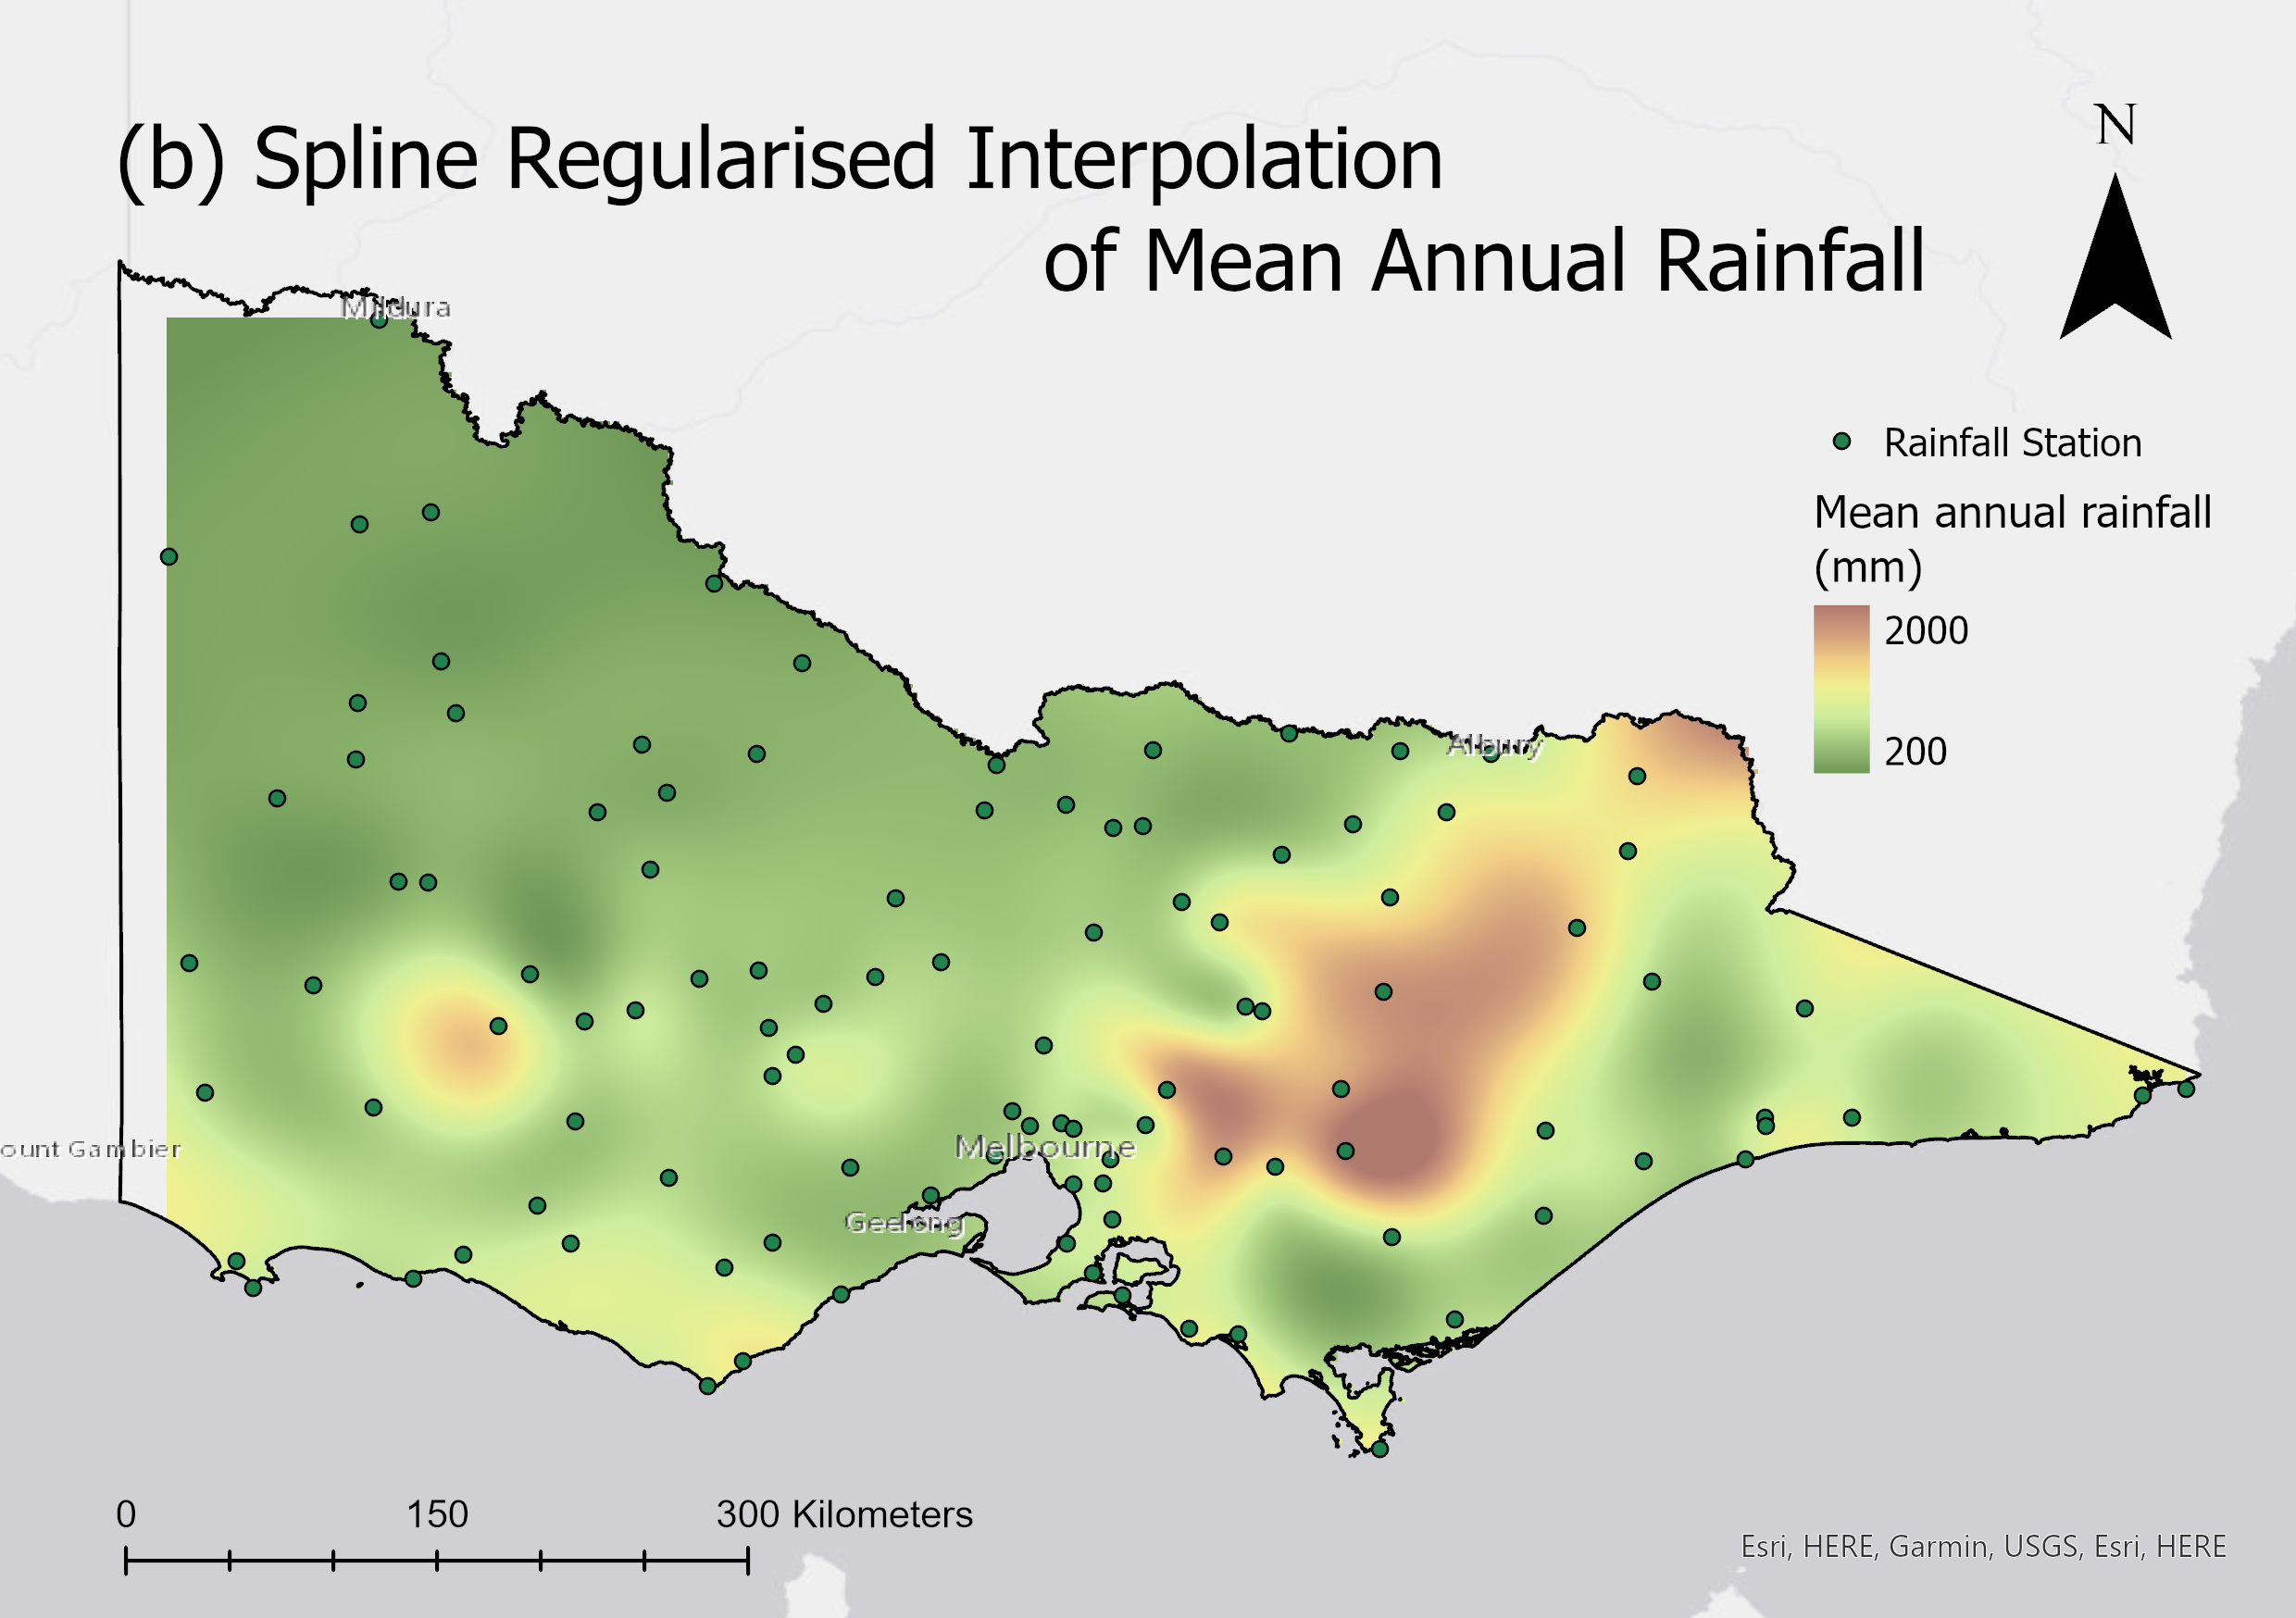 (b) Spline Regularised Interpolation
of Mean Annual Rainfall
N
Mildura
Rainfall Station
Mean annual rainfall
(mm)
2000
200
Albury
ount Gambier
Melbourne
Geelong
0 150 300 Kilometers
Esri, HERE, Garmin, USGS, Esri, HERE